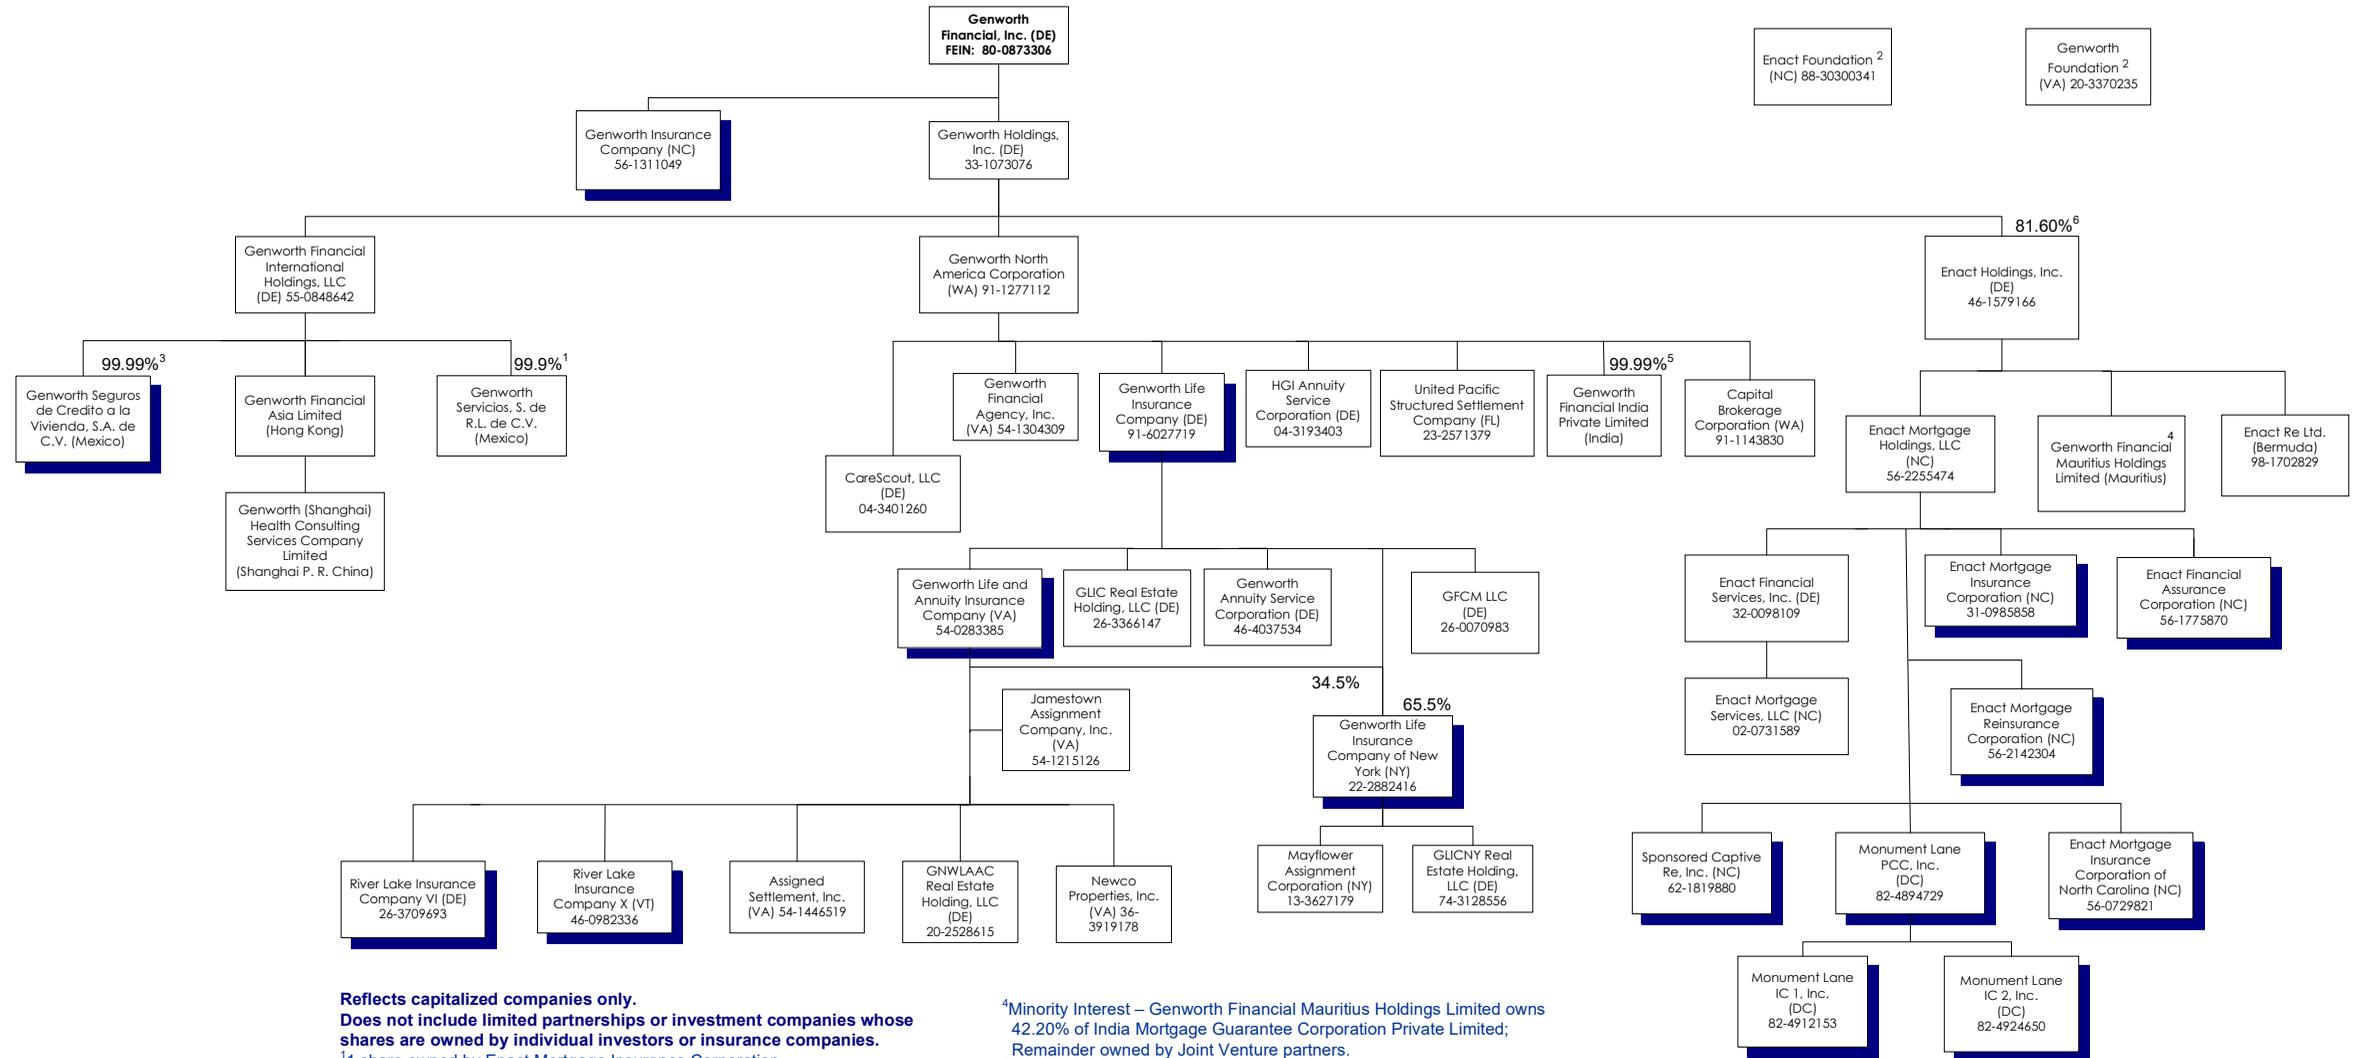 Genworth
Financial, Inc. (DE)
FEIN: 80-0873306
Enact Foundation 2
(NC) 88-30300341
Genworth
Foundation 2
(VA) 20-3370235
Genworth Insurance
Company (NC)
56-1311049
Genworth Holdings,
Inc. (DE)
33-1073076
Genworth Financial
International
Holdings, LLC
(DE) 55-0848642
Genworth North
America Corporation
(WA) 91-1277112
81.60%6
Enact Holdings, Inc.
(DE)
46-1579166
99.99%3
Genworth Seguros
de Credito a la
Vivienda, S.A. de
C.V. (Mexico)
Genworth Financial
Asia Limited
(Hong Kong)
99.9%1
Genworth
Servicios, S. de
R.L. de C.V.
(Mexico)
Genworth (Shanghai)
Health Consulting
Services Company
Limited
(Shanghai P. R. China)
CareScout, LLC
(DE)
04-3401260
Genworth
Financial
Agency, Inc.
(VA) 54-1304309
Genworth Life
Insurance
Company (DE)
91-6027719
HGI Annuity
Service
Corporation (DE)
04-3193403
United Pacific
Structured Settlement
Company (FL)
23-2571379
99.99%5
Genworth
Financial India
Private Limited
(India)
Capital
Brokerage
Corporation (WA)
91-1143830
Enact Mortgage
Holdings, LLC
(NC)
56-2255474
4
Genworth Financial
Mauritius Holdings
Limited (Mauritius)
Enact Re Ltd.
(Bermuda)
98-1702829
Genworth Life and
Annuity Insurance
Company (VA)
54-0283385
GLIC Real Estate
Holding, LLC (DE)
26-3366147
Genworth
Annuity Service
Corporation (DE)
46-4037534
GFCM LLC
(DE)
26-0070983
Enact Financial
Services, Inc. (DE)
32-0098109
Enact Mortgage
Insurance
Corporation (NC)
31-0985858
Enact Financial
Assurance
Corporation (NC)
56-1775870
Jamestown
Assignment
Company, Inc.
(VA)
54-1215126
34.5%
65.5%
Genworth Life
Insurance
Company of New
York (NY)
22-2882416
Enact Mortgage
Services, LLC (NC)
02-0731589
Enact Mortgage
Reinsurance
Corporation (NC)
56-2142304
River Lake Insurance
Company VI (DE)
26-3709693
River Lake
Insurance
Company X (VT)
46-0982336
Assigned
Settlement, Inc.
(VA) 54-1446519
GNWLAAC
Real Estate
Holding, LLC
(DE)
20-2528615
Newco
Properties, Inc.
(VA) 36-
3919178
Mayflower
Assignment
Corporation (NY)
13-3627179
GLICNY Real
Estate Holding,
LLC (DE)
74-3128556
Sponsored Captive
Re, Inc. (NC)
62-1819880
Monument Lane
PCC, Inc.
(DC)
82-4894729
Enact Mortgage
Insurance
Corporation of
North Carolina (NC)
56-0729821
Monument Lane
IC 1, Inc.
(DC)
82-4912153
Monument Lane
IC 2, Inc.
(DC)
82-4924650
Reflects capitalized companies only.
Does not include limited partnerships or investment companies whose
shares are owned by individual investors or insurance companies.
11 share owned by Enact Mortgage Insurance Corporation
4Minority Interest – Genworth Financial Mauritius Holdings Limited owns
42.20% of India Mortgage Guarantee Corporation Private Limited;
Remainder owned by Joint Venture partners.